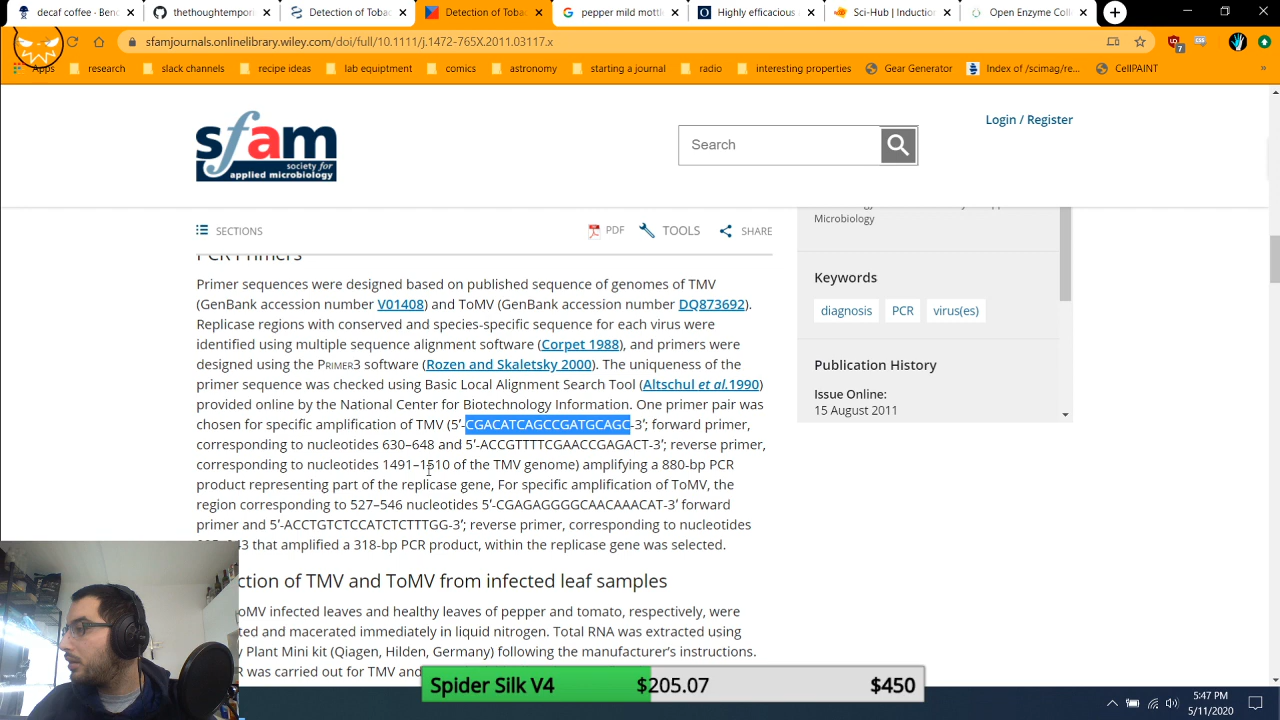 decaf coffee - Benc
thethoughtempori
Detection of Tobac
Detection of Tobac
pepper mild mottle
Highly efficacious
Sci-Hub | Induction
Open Enzyme Coll
sfamjournals.onlinelibrary.wiley.com/doi/full/10.1111/j.1472-765X.2011.03117.x
7
Apps
research
slack channels
recipe ideas
lab equiptment
comics
astronomy
starting a journal
radio
interesting properties
Gear Generator
Index of /scimag/re...
CellPAINT
»
sfam
society for
applied microbiology
Search
Login / Register
SECTIONS
PDF
TOOLS
SHARE
PCR Primers
Primer sequences were designed based on published sequence of genomes of TMV
(GenBank accession number V01408) and ToMV (GenBank accession number DQ873692).
Replicase regions with conserved and species-specific sequence for each virus were
identified using multiple sequence alignment software (Corpet 1988), and primers were
designed using the Primer3 software (Rozen and Skaletsky 2000). The uniqueness of the
primer sequence was checked using Basic Local Alignment Search Tool (Altschul et al.1990)
provided online by the National Center for Biotechnology Information. One primer pair was
chosen for specific amplification of TMV (5′-CGACATCAGCCGATGCAGC-3′; forward primer,
corresponding to nucleotides 630–648 and 5′-ACCGTTTTCGAACCGAGACT-3′; reverse primer,
corresponding to nucleotides 1491–1510 of the TMV genome) amplifying a 880-bp PCR
product representing part of the replicase gene, For specific amplification of ToMV, the
region corresponding to 527–546 nucleotides 5′-CGAGAGGGGCAACAAACAT-3′ forward
primer and 5′-ACCTGTCTCCATCTCTTTGG-3′; reverse primer, corresponding to nucleotides
43 that amplified a 318-bp PCR product, within the replicase gene was selected.
ction of TMV and ToMV from infected leaf samples
oMV infected leaves and healthy leaves of pepper and tomato, respectively, were
ted and macerated immediately in liquid nitrogen. Total RNA was extracted using
y Plant Mini kit (Qiagen, Hilden, Germany) following the manufacturer's instructions.
R was carried out for TMV and
Microbiology
Keywords
diagnosis
PCR
virus(es)
Publication History
Issue Online:
15 August 2011
Spider Silk V4
$205.07
$450
5:47 PM
5/11/2020